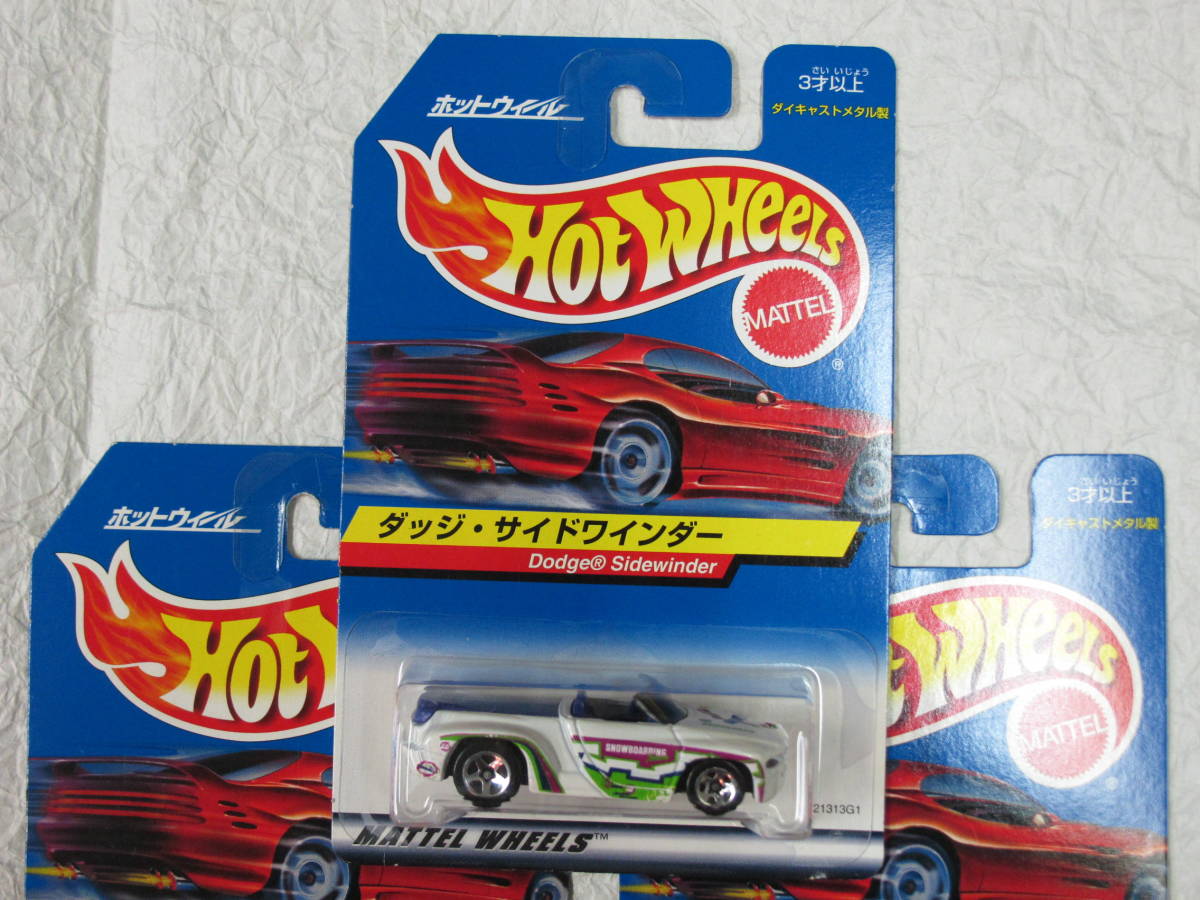 ホットウィール
さい いじょう
3才以上
ダイキャストメタル製
HOT WHEELS
MATTEL
®
ダッジ・サイドワインダー
Dodge® Sidewinder
SNOWBOARDING
21313G1
MATTEL WHEELS™
ホットウィール
HOT
さい いじょう
3才以上
ダイキャストメタル製
WHEELS
MATTEL